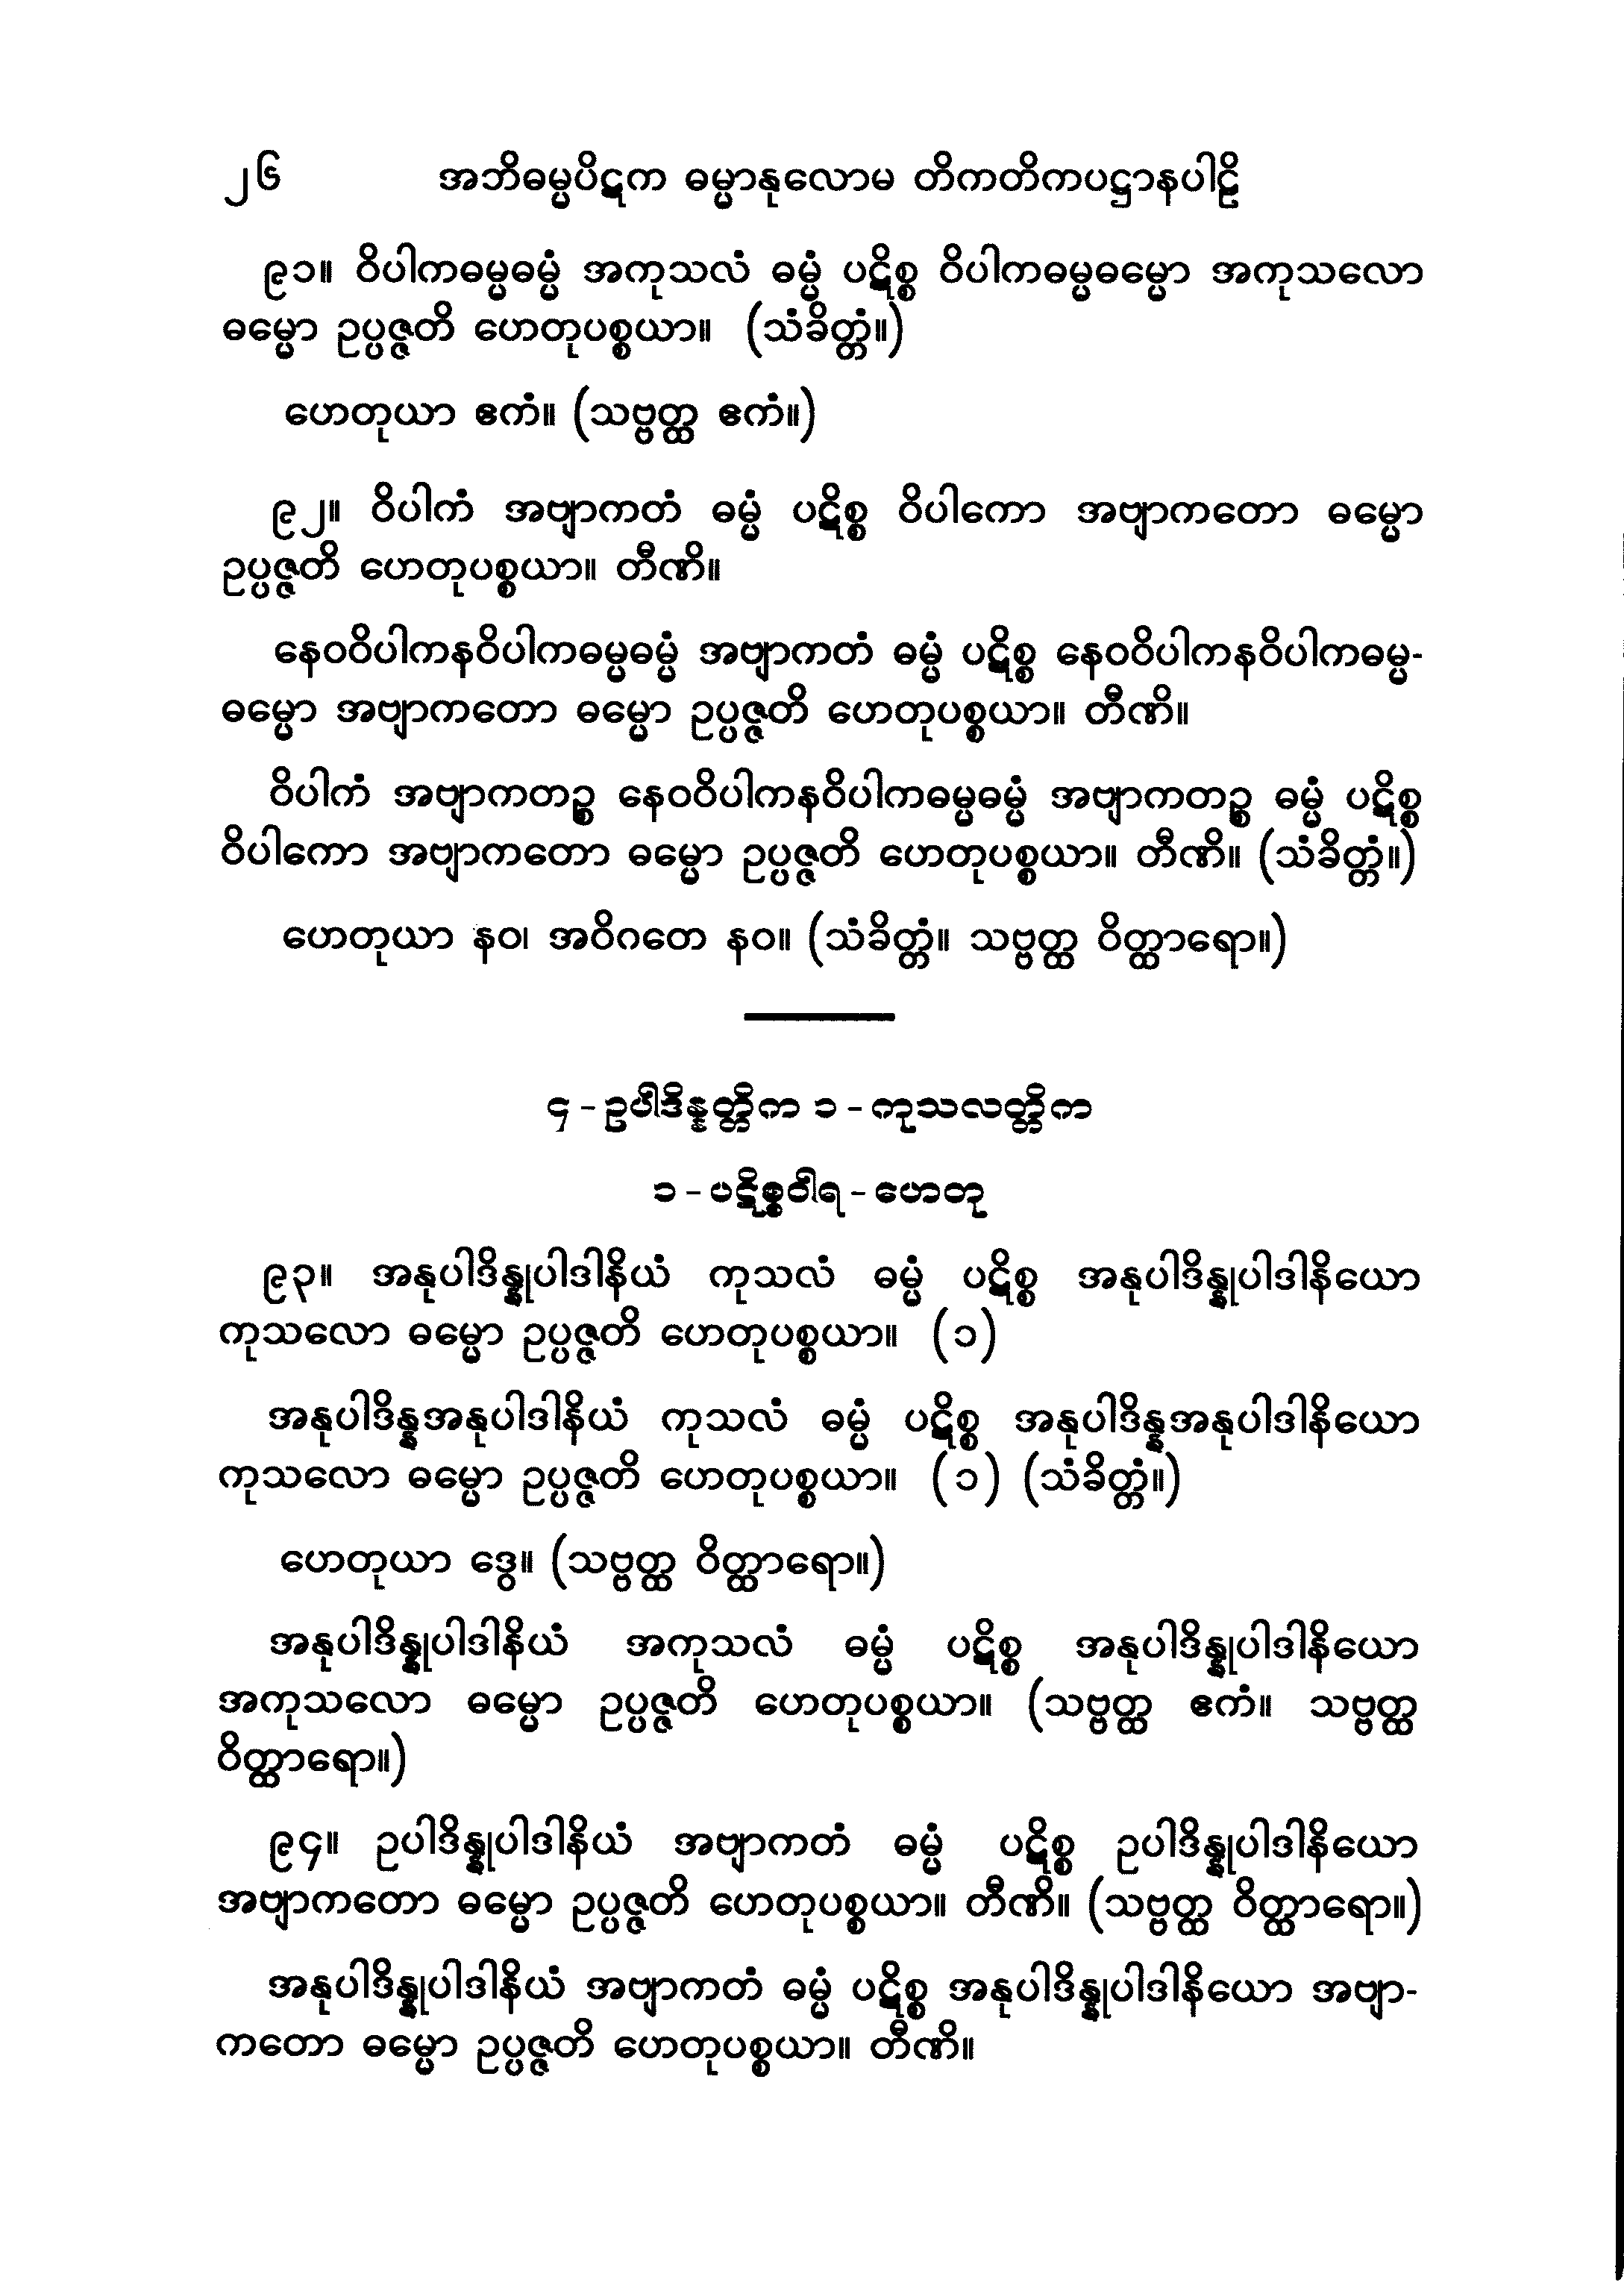 ၂၆ အဘိဓမ္မပိဋက ဓမ္မာနုလောမ တိကတိကပဋ္ဌာနပါဠိ
၉၁။ ဝိပါကဓမ္မဓမ္မံ အကုသလံ ဓမ္မံ ပဋိစ္စ ဝိပါကဓမ္မဓမ္မော အကုသလော
ဓမ္မော ဥပ္ပဇ္ဇတိ ဟေတုပစ္စယာ။ (သံခိတ္တံ။)
ဟေတုယာ ဧကံ။ (သဗ္ဗတ္ထ ဧကံ။)
၉၂။ ဝိပါကံ အဗျာကတံ ဓမ္မံ ပဋိစ္စ ဝိပါကော အဗျာကတော ဓမ္မော
ဥပ္ပဇ္ဇတိ ဟေတုပစ္စယာ။ တီဏိ။
နေဝဝိပါကနဝိပါကဓမ္မဓမ္မံ အဗျာကတံ ဓမ္မံ ပဋိစ္စ နေဝဝိပါကနဝိပါကဓမ္မ-
ဓမ္မော အဗျာကတော ဓမ္မော ဥပ္ပဇ္ဇတိ ဟေတုပစ္စယာ။ တီဏိ။
ဝိပါကံ အဗျာကတဉ္စ နေဝဝိပါကနဝိပါကဓမ္မဓမ္မံ အဗျာကတဉ္စ ဓမ္မံ ပဋိစ္စ
ဝိပါကော အဗျာကတော ဓမ္မော ဥပ္ပဇ္ဇတိ ဟေတုပစ္စယာ။ တီဏိ။ (သံခိတ္တံ။)
ဟေတုယာ နဝ၊ အဝိဂတေ နဝ။ (သံခိတ္တံ။ သဗ္ဗတ္ထ ဝိတ္ထာရော။)
၄ - ဥပါဒိန္နတ္တိက ၁ - ကုသလတ္တိက
၁ - ပဋိစ္စဝါရ - ဟေတု
၉၃။ အနုပါဒိန္နုပါဒါနိယံ ကုသလံ ဓမ္မံ ပဋိစ္စ အနုပါဒိန္နုပါဒါနိယော
ကုသလော ဓမ္မော ဥပ္ပဇ္ဇတိ ဟေတုပစ္စယာ။ (၁)
အနုပါဒိန္နအနုပါဒါနိယံ ကုသလံ ဓမ္မံ ပဋိစ္စ အနုပါဒိန္နအနုပါဒါနိယော
ကုသလော ဓမ္မော ဥပ္ပဇ္ဇတိ ဟေတုပစ္စယာ။ (၁) (သံခိတ္တံ။)
ဟေတုယာ ဒွေ။ (သဗ္ဗတ္ထ ဝိတ္ထာရော။)
အနုပါဒိန္နုပါဒါနိယံ အကုသလံ ဓမ္မံ ပဋိစ္စ အနုပါဒိန္နုပါဒါနိယော
အကုသလော ဓမ္မော ဥပ္ပဇ္ဇတိ ဟေတုပစ္စယာ။ (သဗ္ဗတ္ထ ဧကံ။ သဗ္ဗတ္ထ
ဝိတ္ထာရော။)
၉၄။ ဥပါဒိန္နုပါဒါနိယံ အဗျာကတံ ဓမ္မံ ပဋိစ္စ ဥပါဒိန္နုပါဒါနိယော
အဗျာကတော ဓမ္မော ဥပ္ပဇ္ဇတိ ဟေတုပစ္စယာ။ တီဏိ။ (သဗ္ဗတ္ထ ဝိတ္ထာရော။)
အနုပါဒိန္နုပါဒါနိယံ အဗျာကတံ ဓမ္မံ ပဋိစ္စ အနုပါဒိန္နုပါဒါနိယော အဗျာ-
ကတော ဓမ္မော ဥပ္ပဇ္ဇတိ ဟေတုပစ္စယာ။ တီဏိ။